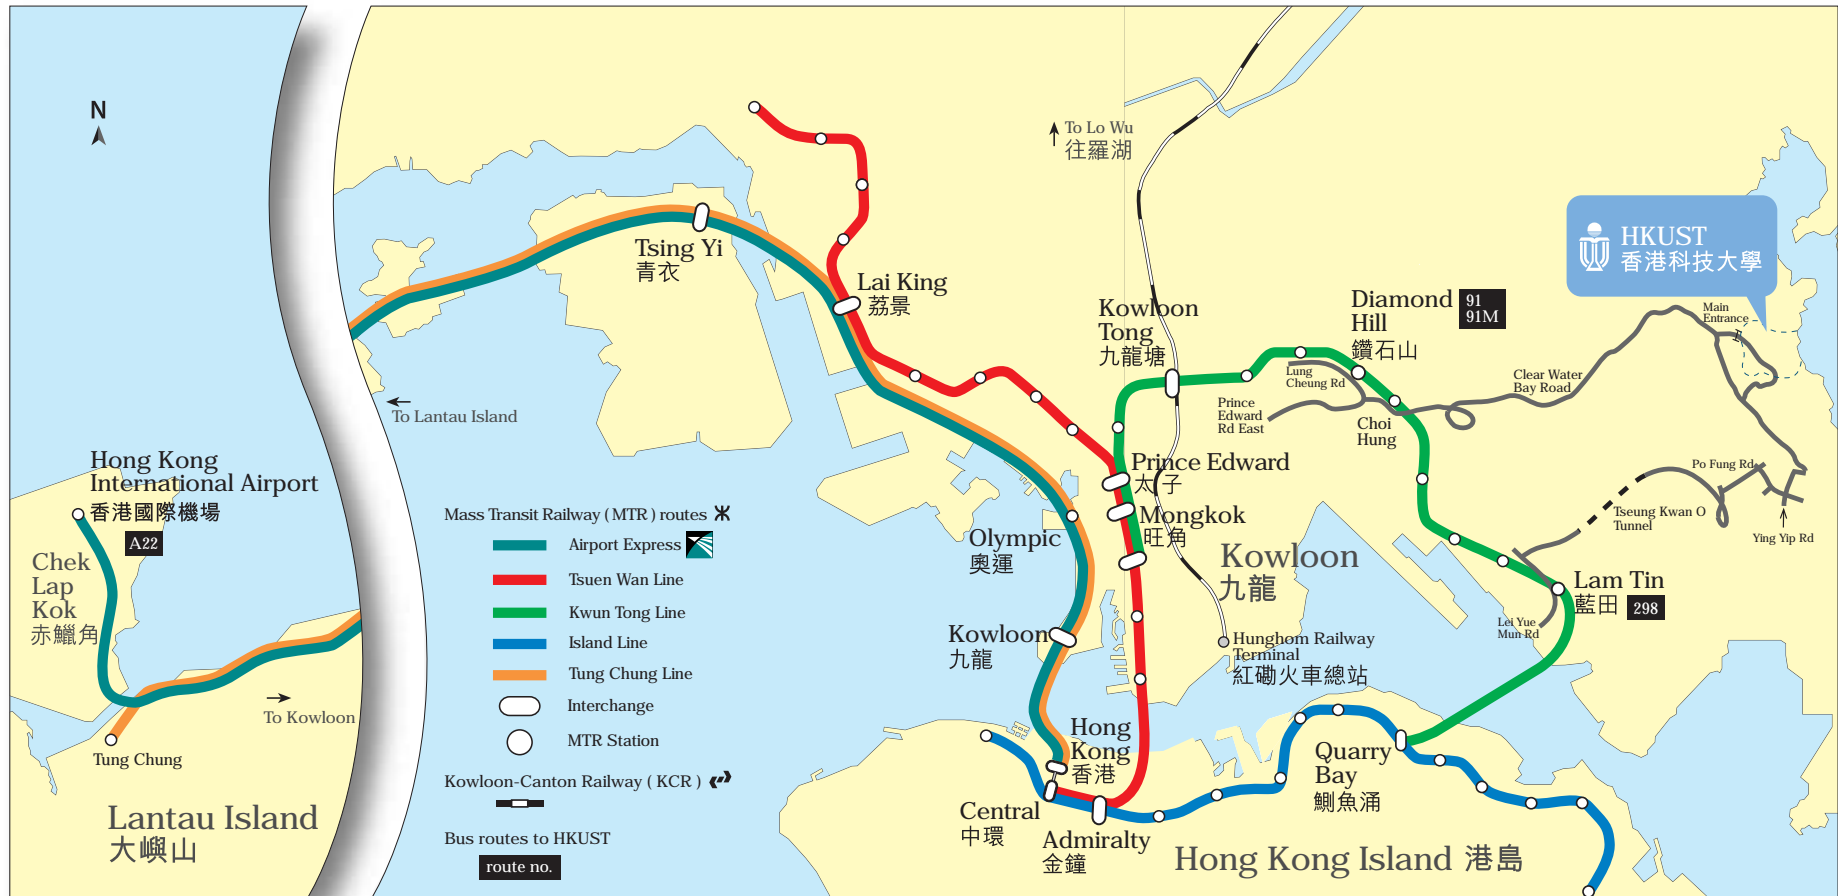 N
To Lo Wu
往羅湖
HKUST
香港科技大學
Tsing Yi
青衣
Lai King
荔景
Kowloon
Tong
九龍塘
Diamond
Hill
鑽石山
91
91M
Main
Entrance
Lung
Cheung Rd
Clear Water
Bay Road
Prince
Edward
Rd East
Choi
Hung
To Lantau Island
Hong Kong
International Airport
香港國際機場
A22
Chek
Lap
Kok
赤鱲角
Prince Edward
太子
Mongkok
旺角
Po Fung Rd
Tseung Kwan O
Tunnel
Ying Yip Rd
Mass Transit Railway ( MTR ) routes
Airport Express
Tsuen Wan Line
Kwun Tong Line
Island Line
Tung Chung Line
Interchange
MTR Station
Kowloon-Canton Railway ( KCR )
Bus routes to HKUST
route no.
Olympic
奧運
Kowloon
九龍
Kowloon
九龍
Lam Tin
藍田
298
Lei Yue
Mun Rd
Hunghom Railway
Terminal
紅磡火車總站
To Kowloon
Tung Chung
Lantau Island
大嶼山
Hong
Kong
香港
Central
中環
Admiralty
金鐘
Quarry
Bay
鰂魚涌
Hong Kong Island 港島